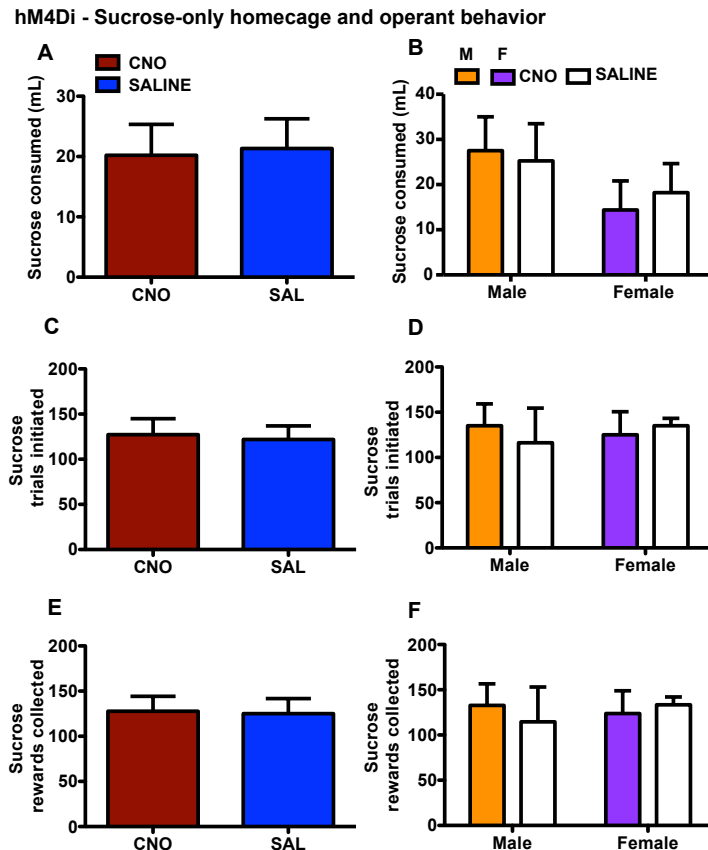 hM4Di - Sucrose-only homecage and operant behavior
A
CNO
SALINE
Sucrose consumed (mL)
30
20
10
0
CNO SAL
B
M F
CNO SALINE
Sucrose consumed (mL)
40
30
20
10
0
Male Female
C
Sucrose
trials initiated
200
150
100
50
0
CNO SAL
D
Sucrose
trials initiated
200
150
100
50
0
Male Female
E
Sucrose
rewards collected
200
150
100
50
0
CNO SAL
F
Sucrose
rewards collected
200
150
100
50
0
Male Female